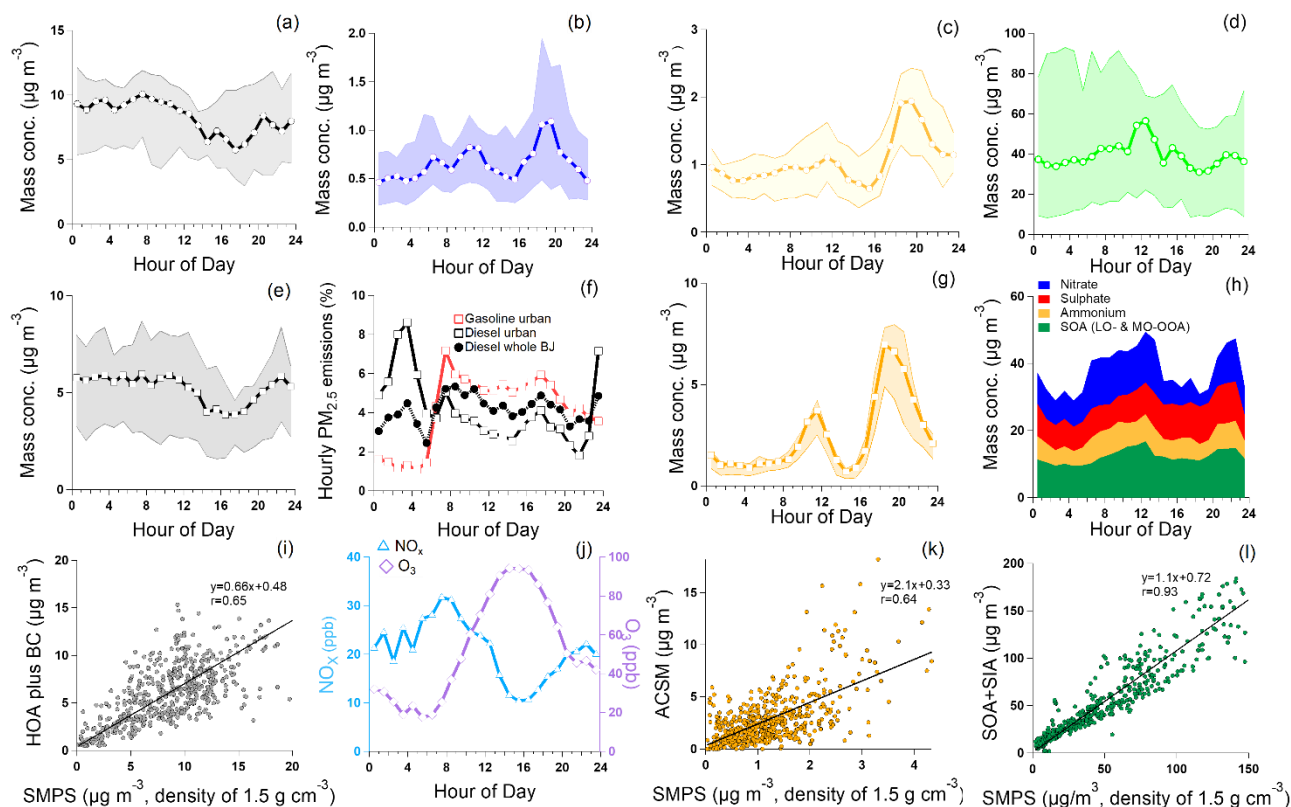 (a)
15
10
5
0
Mass conc. (µg m⁻³)
0 4 8 12 16 20 24
Hour of Day
(b)
2.0
1.5
1.0
0.5
0.0
Mass conc. (µg m⁻³)
0 4 8 12 16 20 24
Hour of Day
(c)
3
2
1
0
Mass conc. (µg m⁻³)
0 4 8 12 16 20 24
Hour of Day
(d)
100
80
60
40
20
0
Mass conc. (µg m⁻³)
0 4 8 12 16 20 24
Hour of Day
(e)
10
5
0
Mass conc. (µg m⁻³)
0 4 8 12 16 20 24
Hour of Day
(f)
10
8
6
4
2
0
Hourly PM₂.₅ emissions (%)
Gasoline urban
Diesel urban
Diesel whole BJ
0 4 8 12 16 20 24
Hour of Day
(g)
10
8
6
4
2
0
Mass conc. (µg m⁻³)
0 4 8 12 16 20 24
Hour of Day
(h)
Nitrate
Sulphate
Ammonium
SOA (LO- & MO-OOA)
60
40
20
0
Mass conc. (µg m⁻³)
0 4 8 12 16 20 24
Hour of Day
(i)
20
15
10
5
0
HOA plus BC (µg m⁻³)
y=0.66x+0.48
r=0.65
0 5 10 15 20
SMPS (µg m⁻³, density of 1.5 g cm⁻³)
(j)
NOₓ
O₃
40
30
20
10
0
NOₓ (ppb)
100
80
60
40
20
0
O₃ (ppb)
0 4 8 12 16 20 24
Hour of Day
(k)
20
15
10
5
0
ACSM (µg m⁻³)
y=2.1x+0.33
r=0.64
0 1 2 3 4
SMPS (µg m⁻³, density of 1.5 g cm⁻³)
(l)
200
150
100
50
0
SOA+SIA (µg m⁻³)
y=1.1x+0.72
r=0.93
0 50 100 150
SMPS (µg/m³, density of 1.5 g cm⁻³)